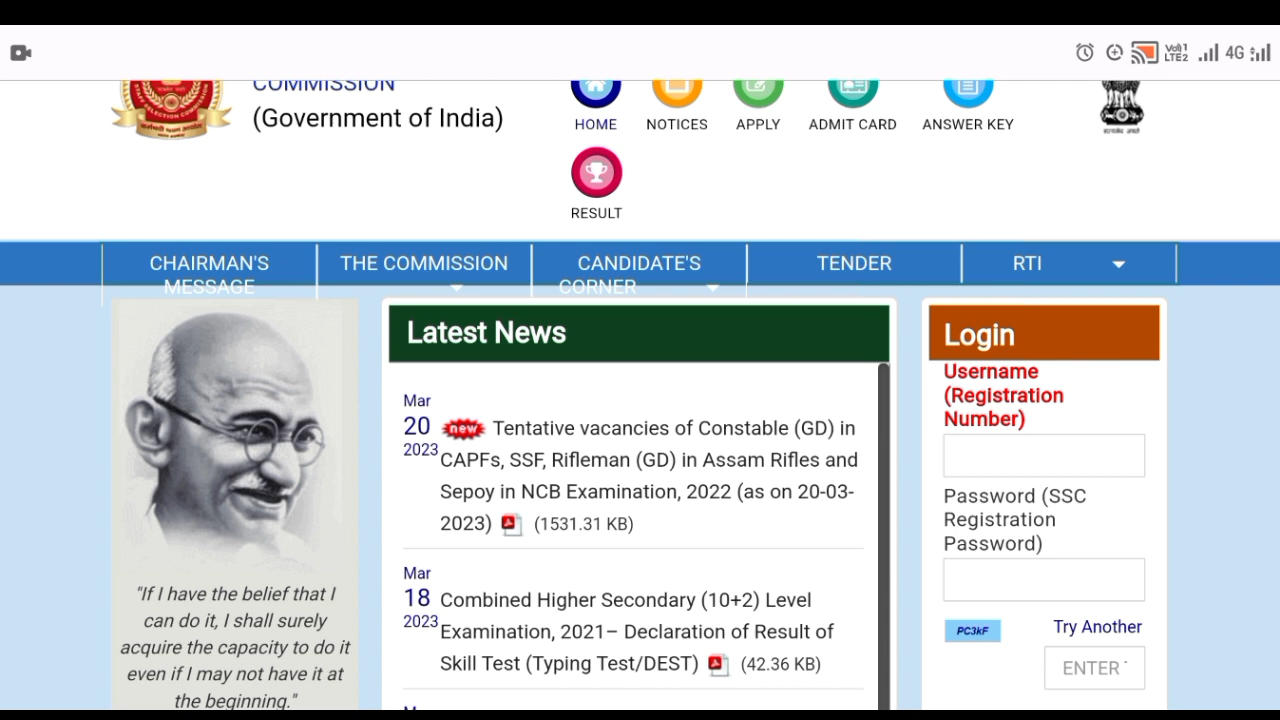 Vo)) 1
LTE2
4G
COMMISSION
(Government of India)
HOME
NOTICES
APPLY
ADMIT CARD
ANSWER KEY
RESULT
CHAIRMAN'S
MESSAGE
THE COMMISSION
CANDIDATE'S
CORNER
TENDER
RTI
"If I have the belief that I
can do it, I shall surely
acquire the capacity to do it
even if I may not have it at
the beginning."
Latest News
Mar
20
2023
new Tentative vacancies of Constable (GD) in
CAPFs, SSF, Rifleman (GD) in Assam Rifles and
Sepoy in NCB Examination, 2022 (as on 20-03-
2023) (1531.31 KB)
Mar
18
2023
Combined Higher Secondary (10+2) Level
Examination, 2021– Declaration of Result of
Skill Test (Typing Test/DEST) (42.36 KB)
Login
Username
(Registration
Number)
Password (SSC
Registration
Password)
PC3kF
Try Another
ENTER